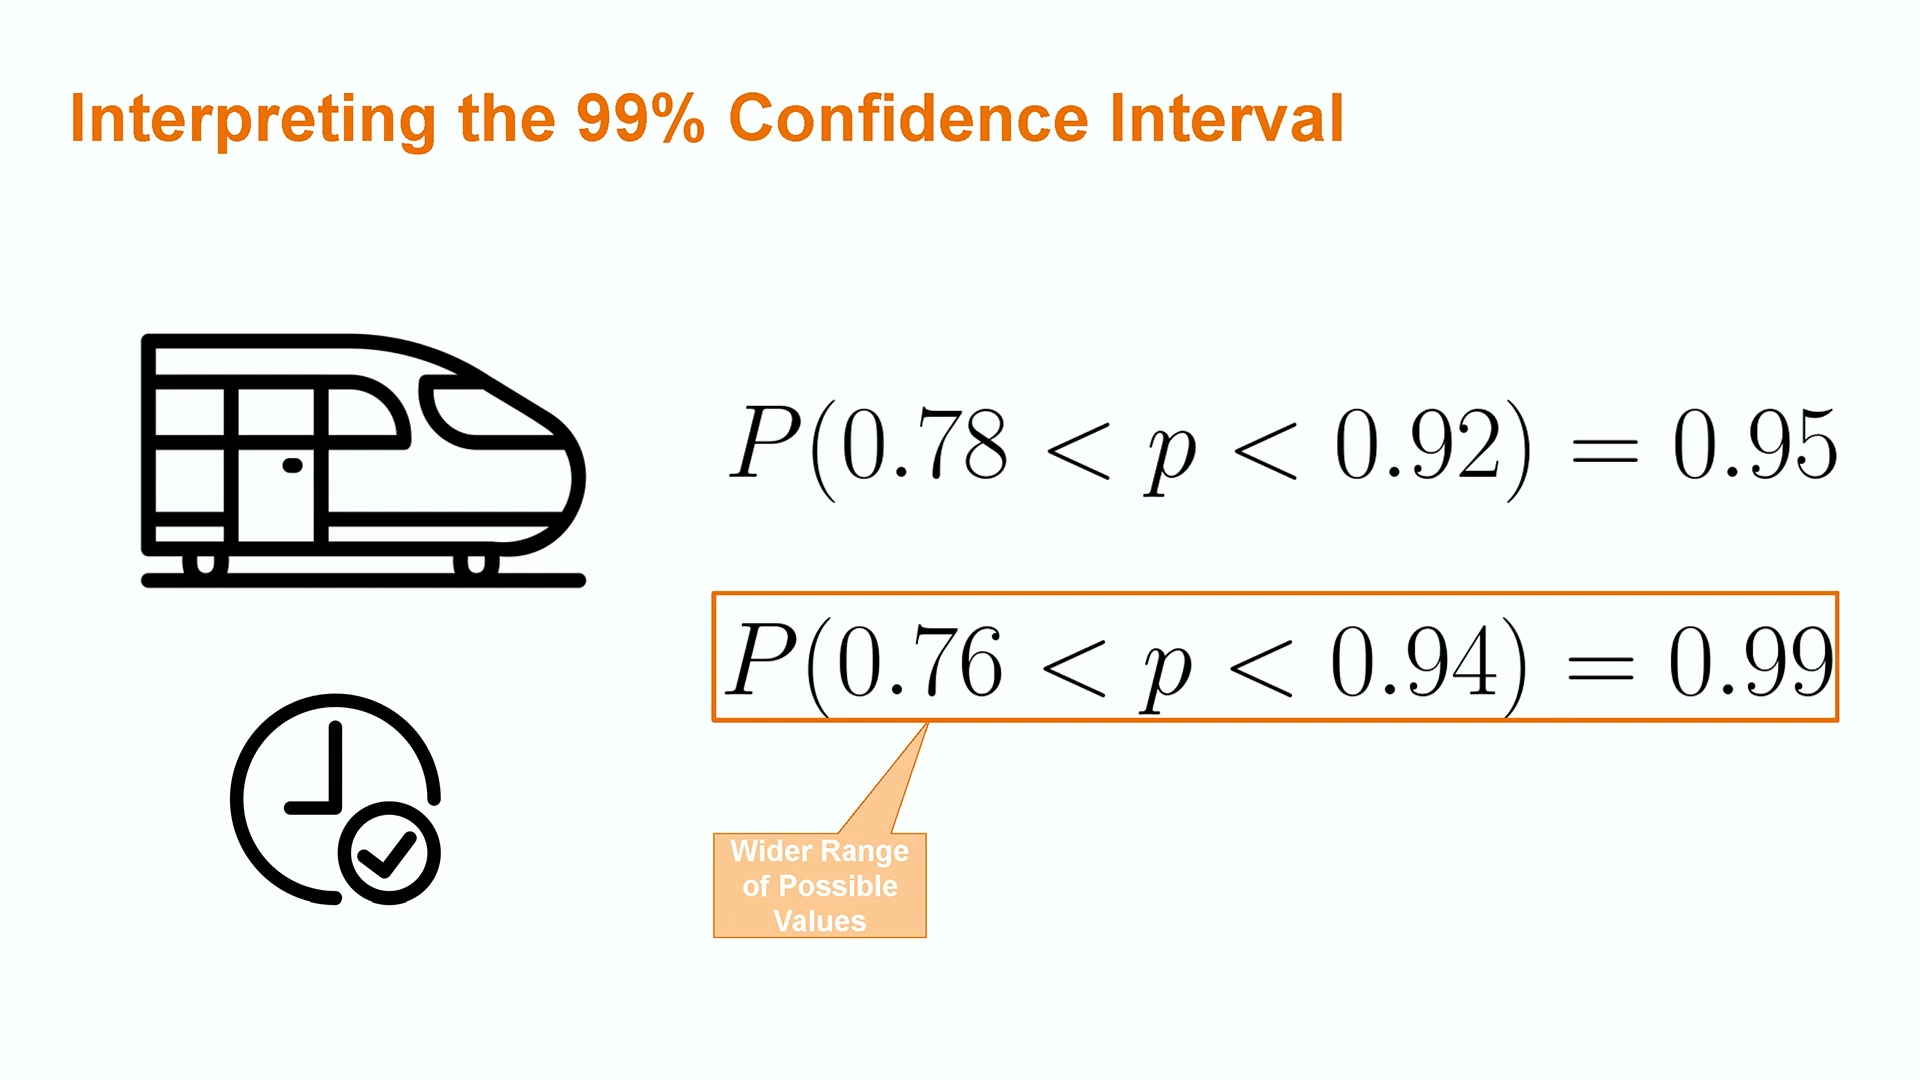 Interpreting the 99% Confidence Interval
P(0.78 < p < 0.92) = 0.95
P(0.76 < p < 0.94) = 0.99
Wider Range
of Possible
Values